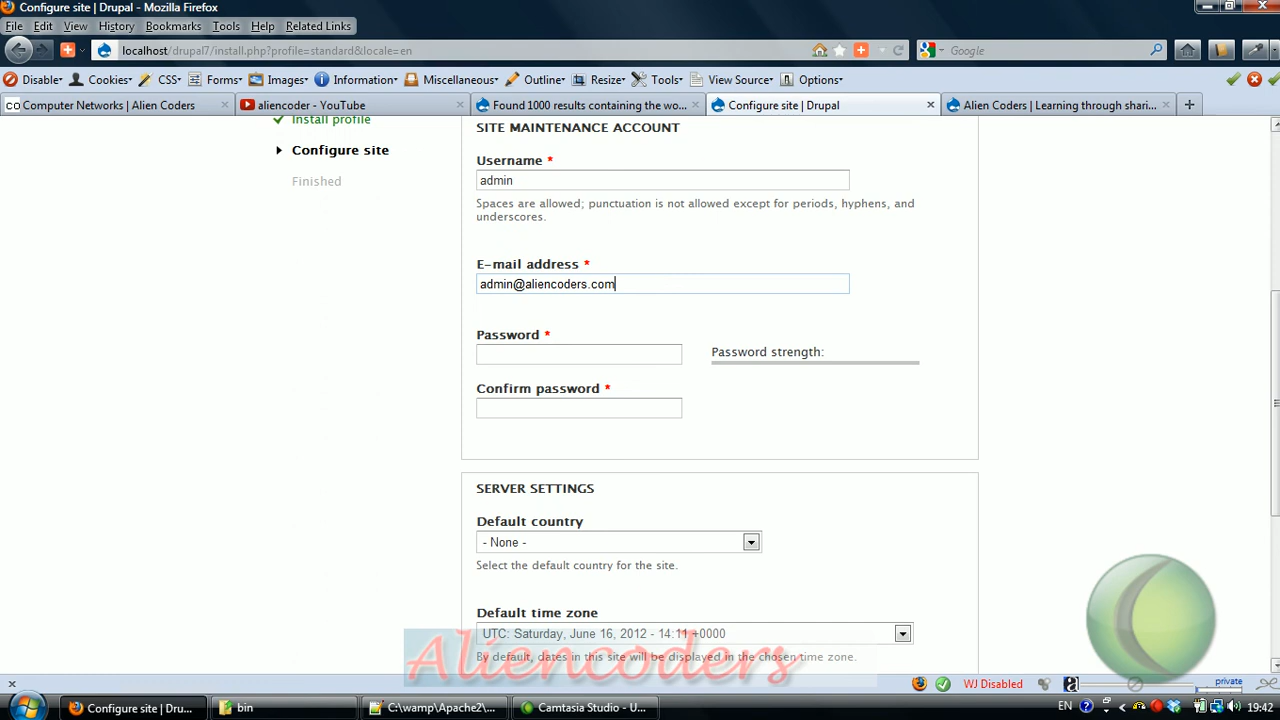 Configure site | Drupal - Mozilla Firefox
File Edit View History Bookmarks Tools Help Related Links
localhost/drupal7/install.php?profile=standard&locale=en
Google
Disable Cookies CSS Forms Images Information Miscellaneous Outline Resize Tools View Source Options
CO Computer Networks | Alien Coders
aliencoder - YouTube
Found 1000 results containing the wo...
Configure site | Drupal
Alien Coders | Learning through shari...
Install profile
Configure site
Finished
SITE MAINTENANCE ACCOUNT
Username *
admin
Spaces are allowed; punctuation is not allowed except for periods, hyphens, and
underscores.
E-mail address *
admin@aliencoders.com
Password *
Password strength:
Confirm password *
SERVER SETTINGS
Default country
- None -
Select the default country for the site.
Default time zone
UTC: Saturday, June 16, 2012 - 14:11 +0000
By default, dates in this site will be displayed in the chosen time zone.
Aliencoders
WJ Disabled
a
private
Configure site | Dru...
bin
C:\wamp\Apache2\...
Camtasia Studio - U...
EN
19:42